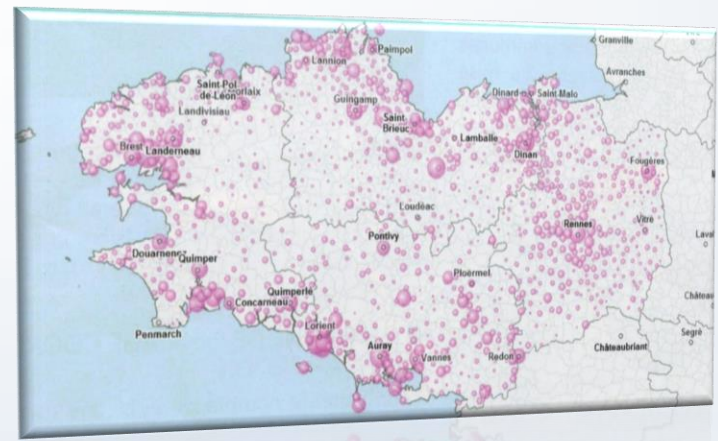 Granville
Paimpol
Lannion
Avranches
Saint-Pol
de-Léon
Morlaix
Dinard
Saint-Malo
Guingamp
Landivisiau
Saint
Brieuc
Lamballe
Brest
Landerneau
Dinan
Fougères
Loudéac
Rennes
Vitré
Laval
Pontivy
Douarnenez
Quimper
Ploërmel
Quimperlé
Concarneau
Lorient
Penmarch
Auray
Vannes
Redon
Châteaubriant
Segré
Château